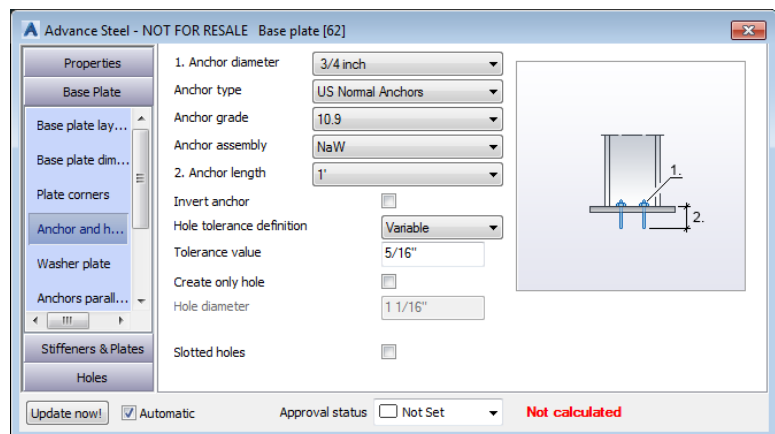 Advance Steel - NOT FOR RESALE Base plate [62]
Properties
Base Plate
Base plate lay...
Base plate dim...
Plate corners
Anchor and h...
Washer plate
Anchors parall...
Stiffeners & Plates
Holes
1. Anchor diameter 3/4 inch
Anchor type US Normal Anchors
Anchor grade 10.9
Anchor assembly NaW
2. Anchor length 1'
Invert anchor
Hole tolerance definition Variable
Tolerance value 5/16"
Create only hole
Hole diameter 1 1/16"
Slotted holes
1.
2.
Update now! Automatic Approval status Not Set Not calculated